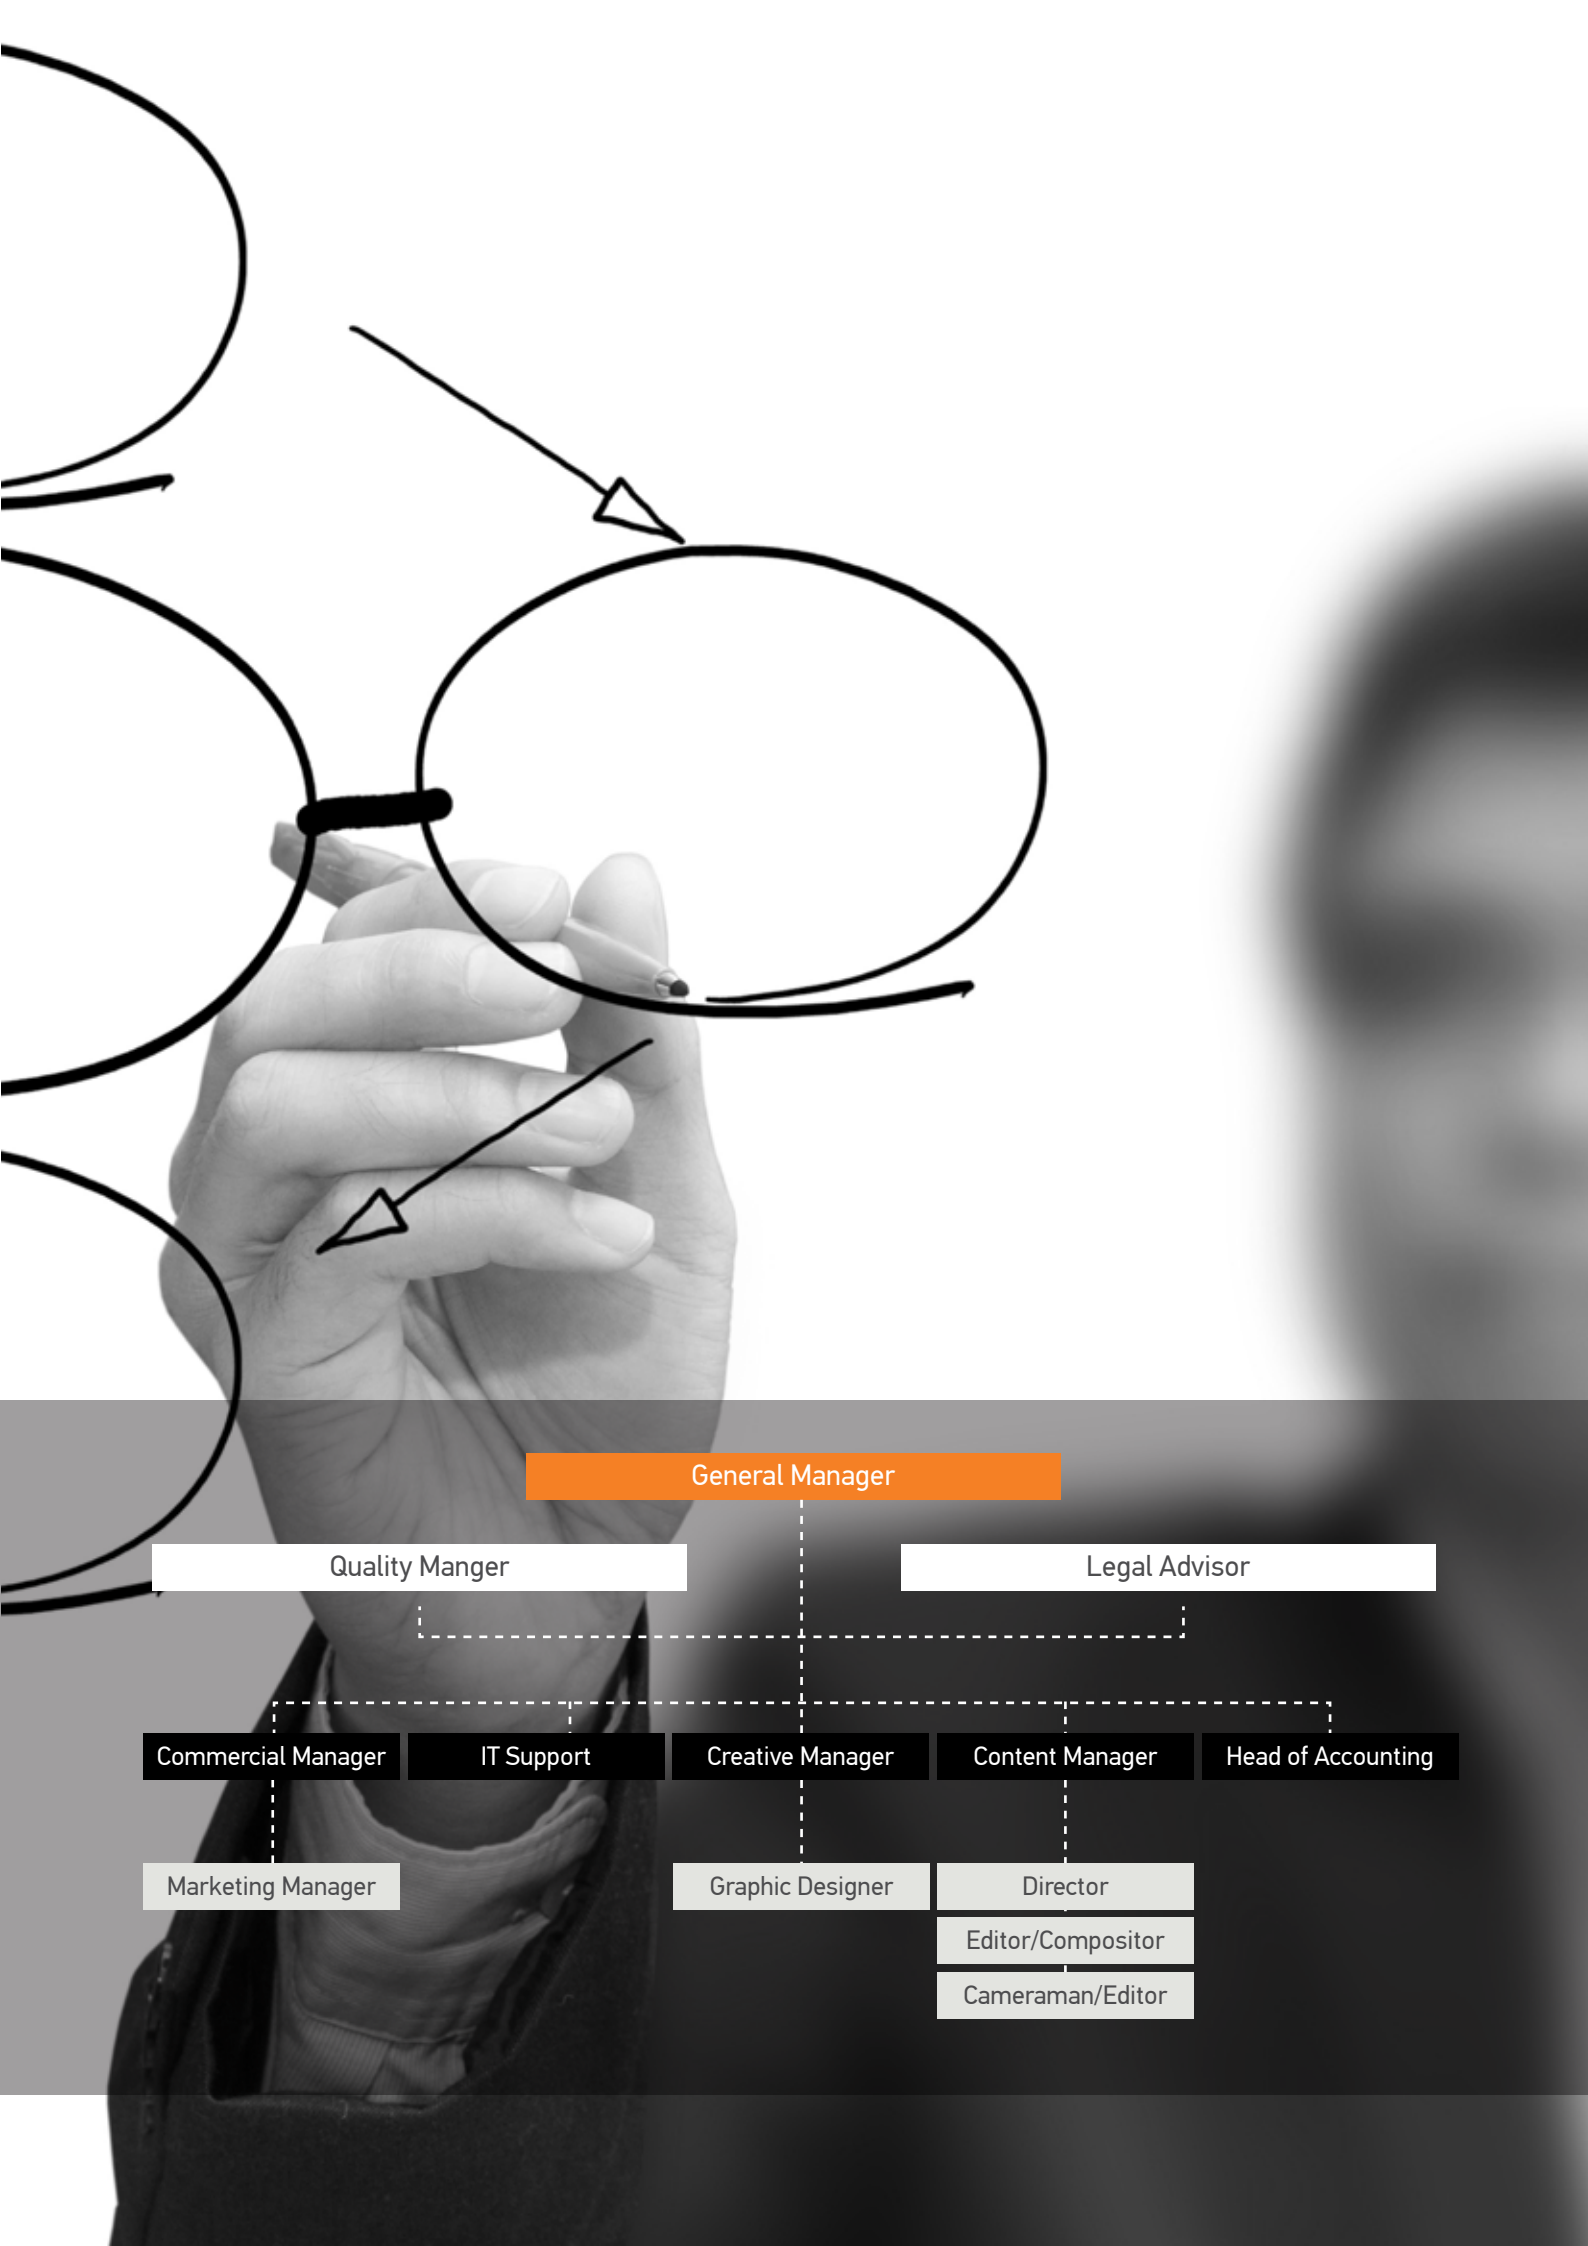 General Manager
Quality Manger
Legal Advisor
Commercial Manager
IT Support
Creative Manager
Content Manager
Head of Accounting
Marketing Manager
Graphic Designer
Director
Editor/Compositor
Cameraman/Editor